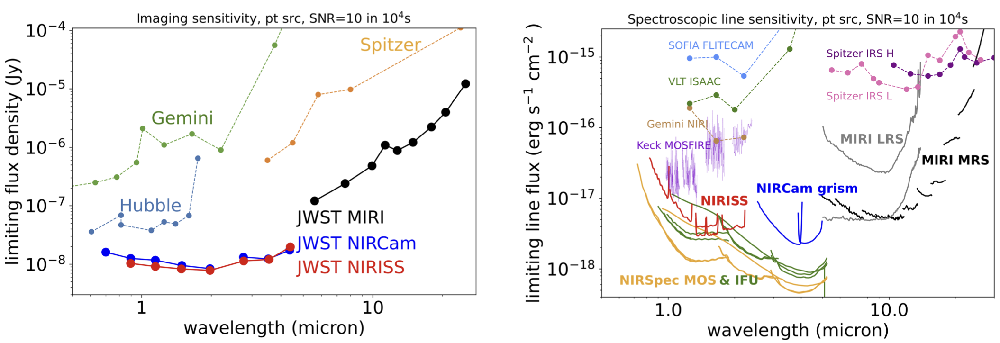 Imaging sensitivity, pt src, SNR=10 in 10⁴s
limiting flux density (Jy)
10⁻⁴
10⁻⁵
10⁻⁶
10⁻⁷
10⁻⁸
Spitzer
Gemini
Hubble
JWST MIRI
JWST NIRCam
JWST NIRISS
1
10
wavelength (micron)
Spectroscopic line sensitivity, pt src, SNR=10 in 10⁴s
limiting line flux (erg s⁻¹ cm⁻² )
10⁻¹⁵
10⁻¹⁶
10⁻¹⁷
10⁻¹⁸
SOFIA FLITECAM
Spitzer IRS H
VLT ISAAC
Spitzer IRS L
Gemini NIRI
MIRI LRS
Keck MOSFIRE
MIRI MRS
NIRCam grism
NIRISS
NIRSpec MOS & IFU
1.0
10.0
wavelength (micron)